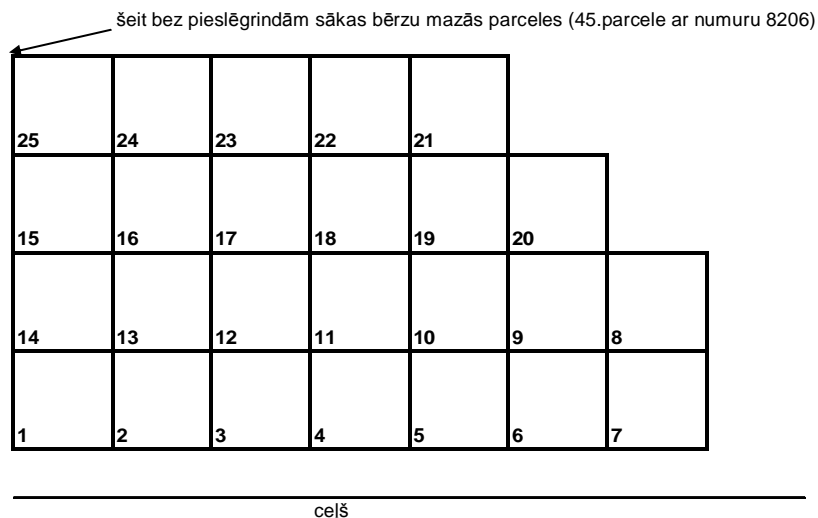 šeit bez pieslēgrindām sākas bērzu mazās parceles (45.parcele ar numuru 8206)
25 24 23 22 21
15 16 17 18 19 20
14 13 12 11 10 9 8
1 2 3 4 5 6 7
ceļš